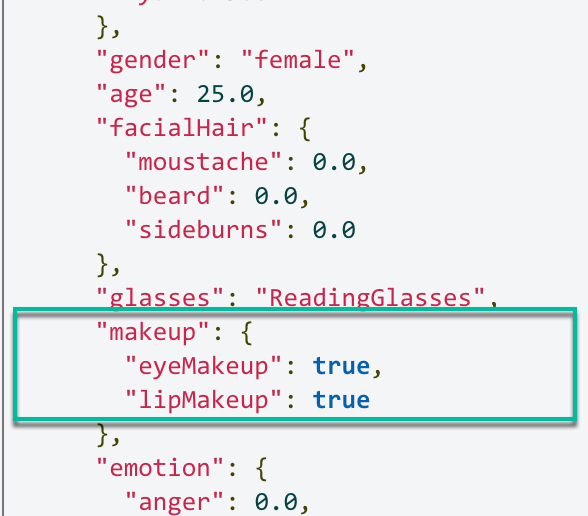 },
"gender": "female",
"age": 25.0,
"facialHair": {
"moustache": 0.0,
"beard": 0.0,
"sideburns": 0.0
},
"glasses": "ReadingGlasses",
"makeup": {
"eyeMakeup": true,
"lipMakeup": true
},
"emotion": {
"anger": 0.0,